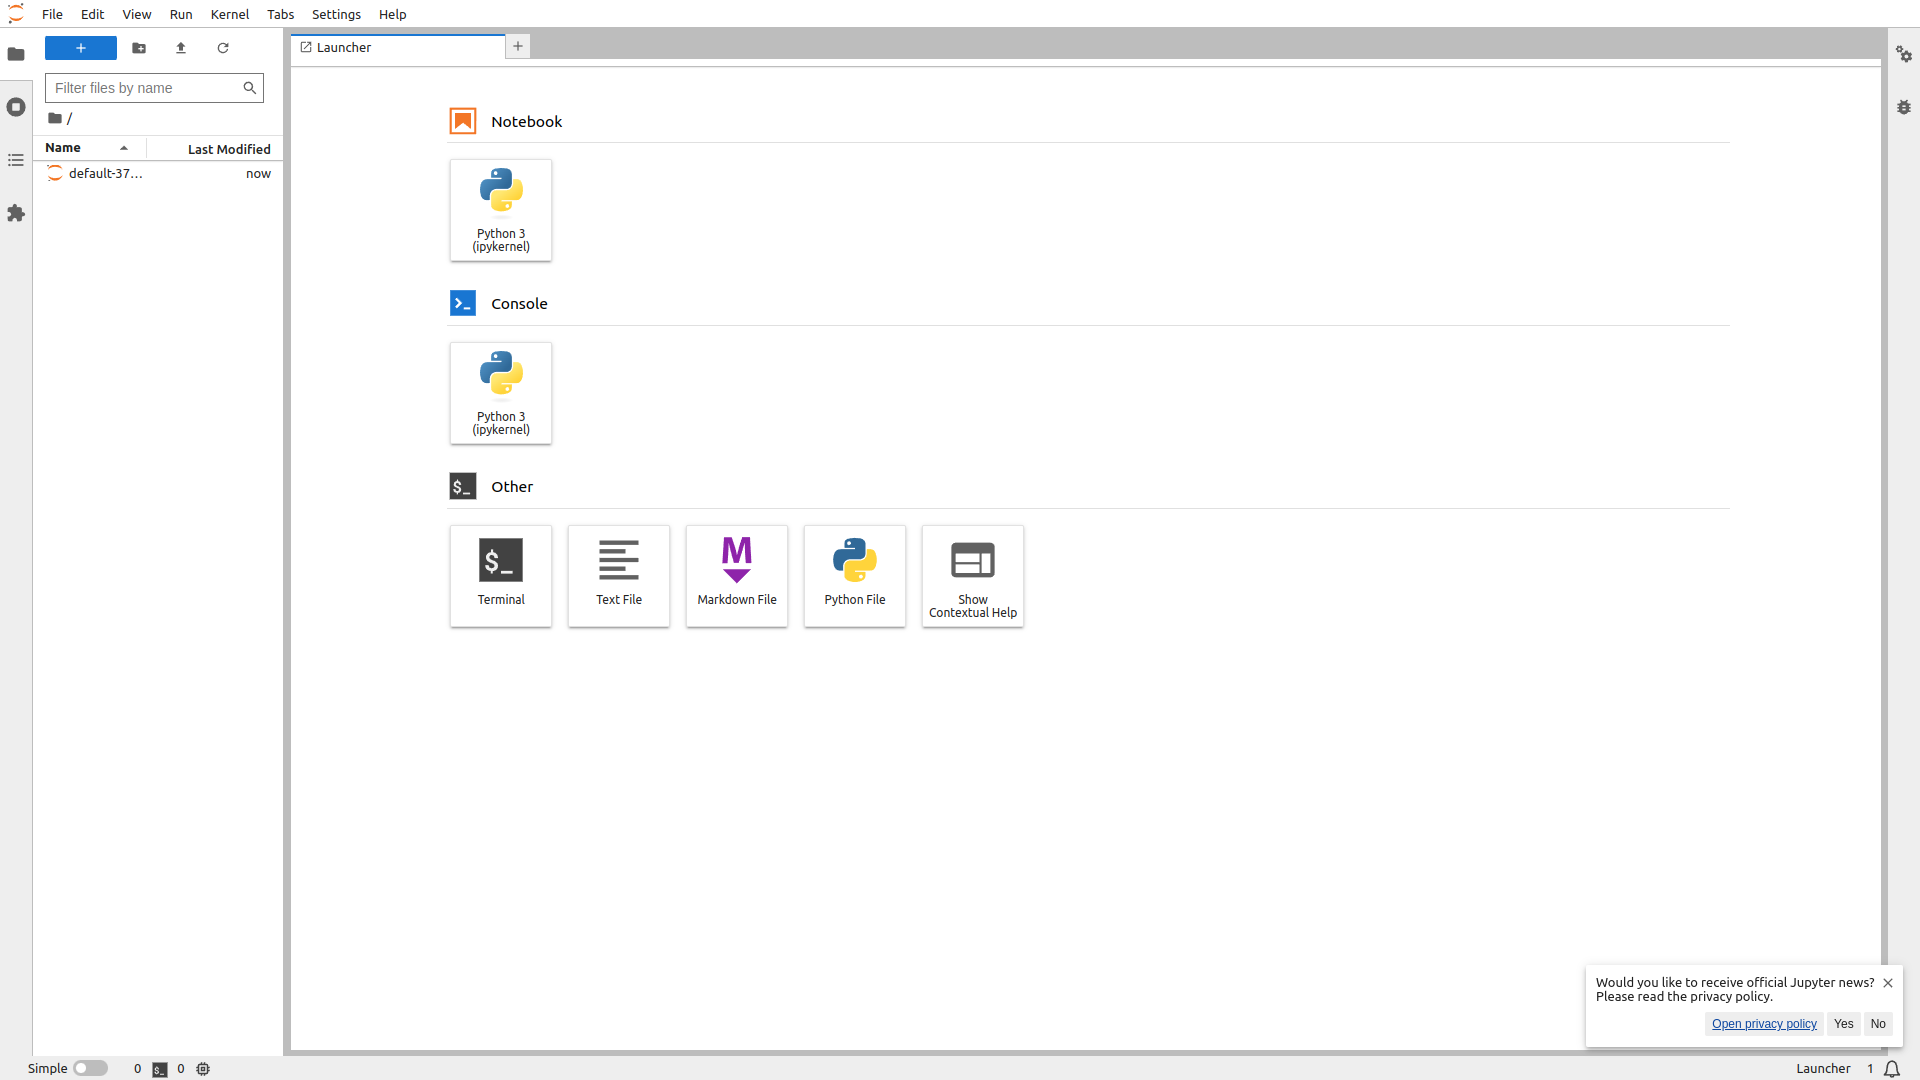 File Edit View Run Kernel Tabs Settings Help
Launcher
Filter files by name
/
Name Last Modified
default-37… now
Notebook
Python 3
(ipykernel)
Console
Python 3
(ipykernel)
$_ Other
$_
Terminal
Text File
M
Markdown File
Python File
Show
Contextual Help
Would you like to receive official Jupyter news?
Please read the privacy policy.
Open privacy policy Yes No
Simple 0 $_ 0 Launcher 1